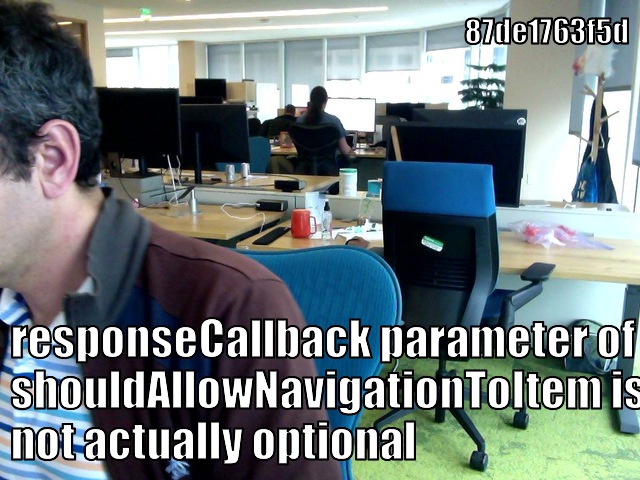 87de1763f5d
responseCallback parameter of
shouldAllowNavigationToItem is
not actually optional